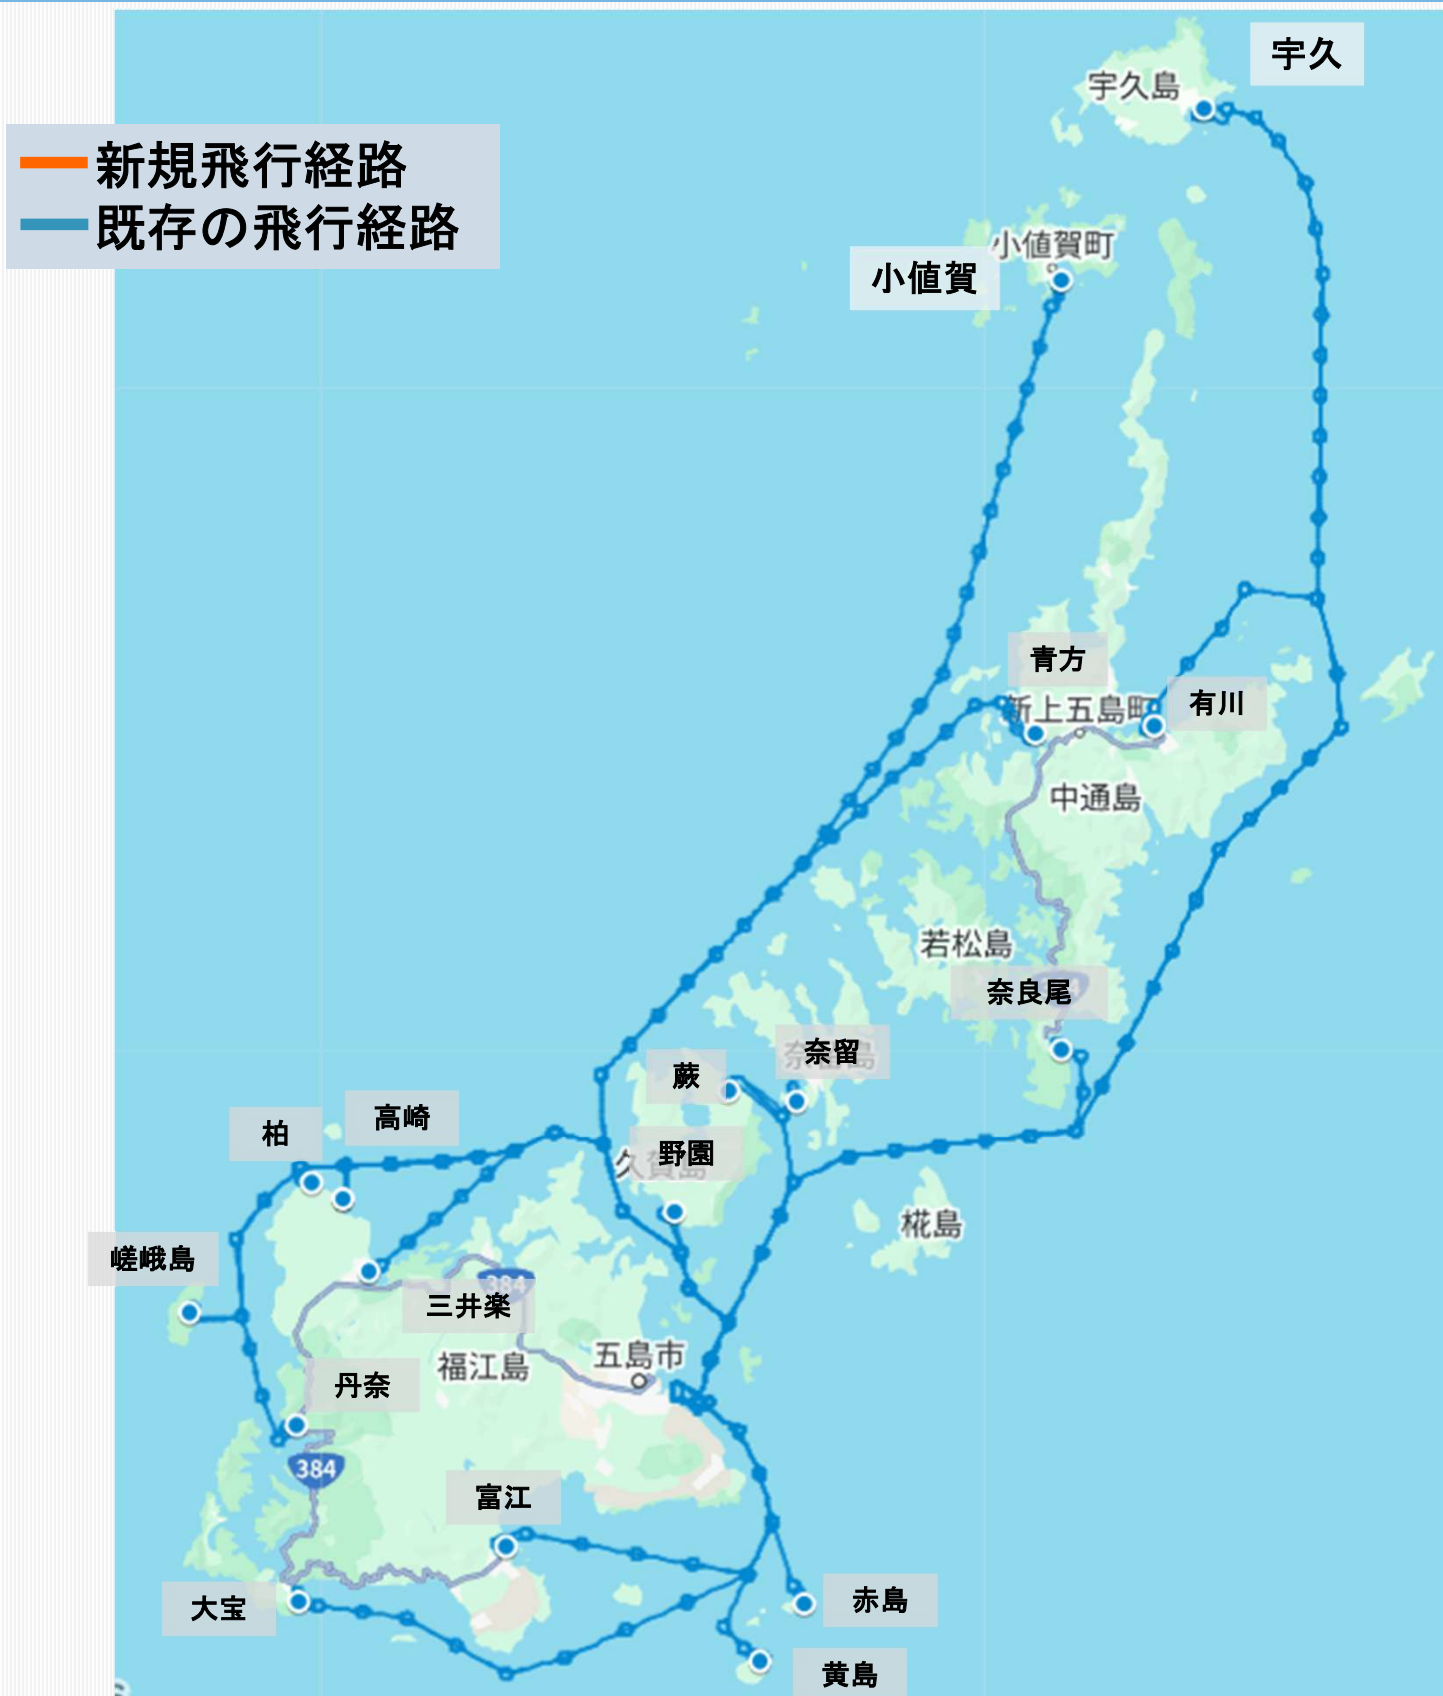 宇久
宇久島
新規飛行経路
既存の飛行経路
小値賀町
小値賀
青方
有川
新上五島町
中通島
若松島
奈良尾
奈留
蕨
高崎
柏
野園
久賀島
椛島
嵯峨島
384
三井楽
五島市
福江島
丹奈
384
富江
大宝
赤島
黄島